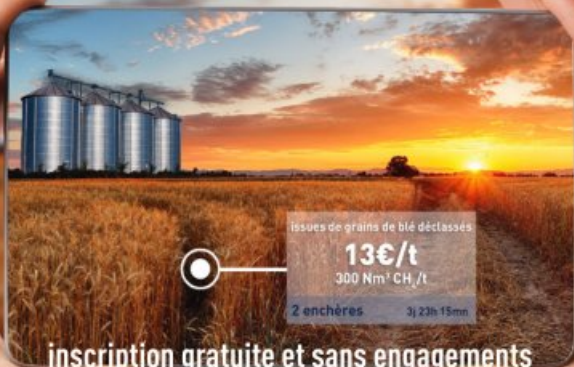 issues de grains de blé déclassés
13€/t
300 Nm³ CH₄/t
2 enchères 3j 23h 15mn
inscription gratuite et sans engagements